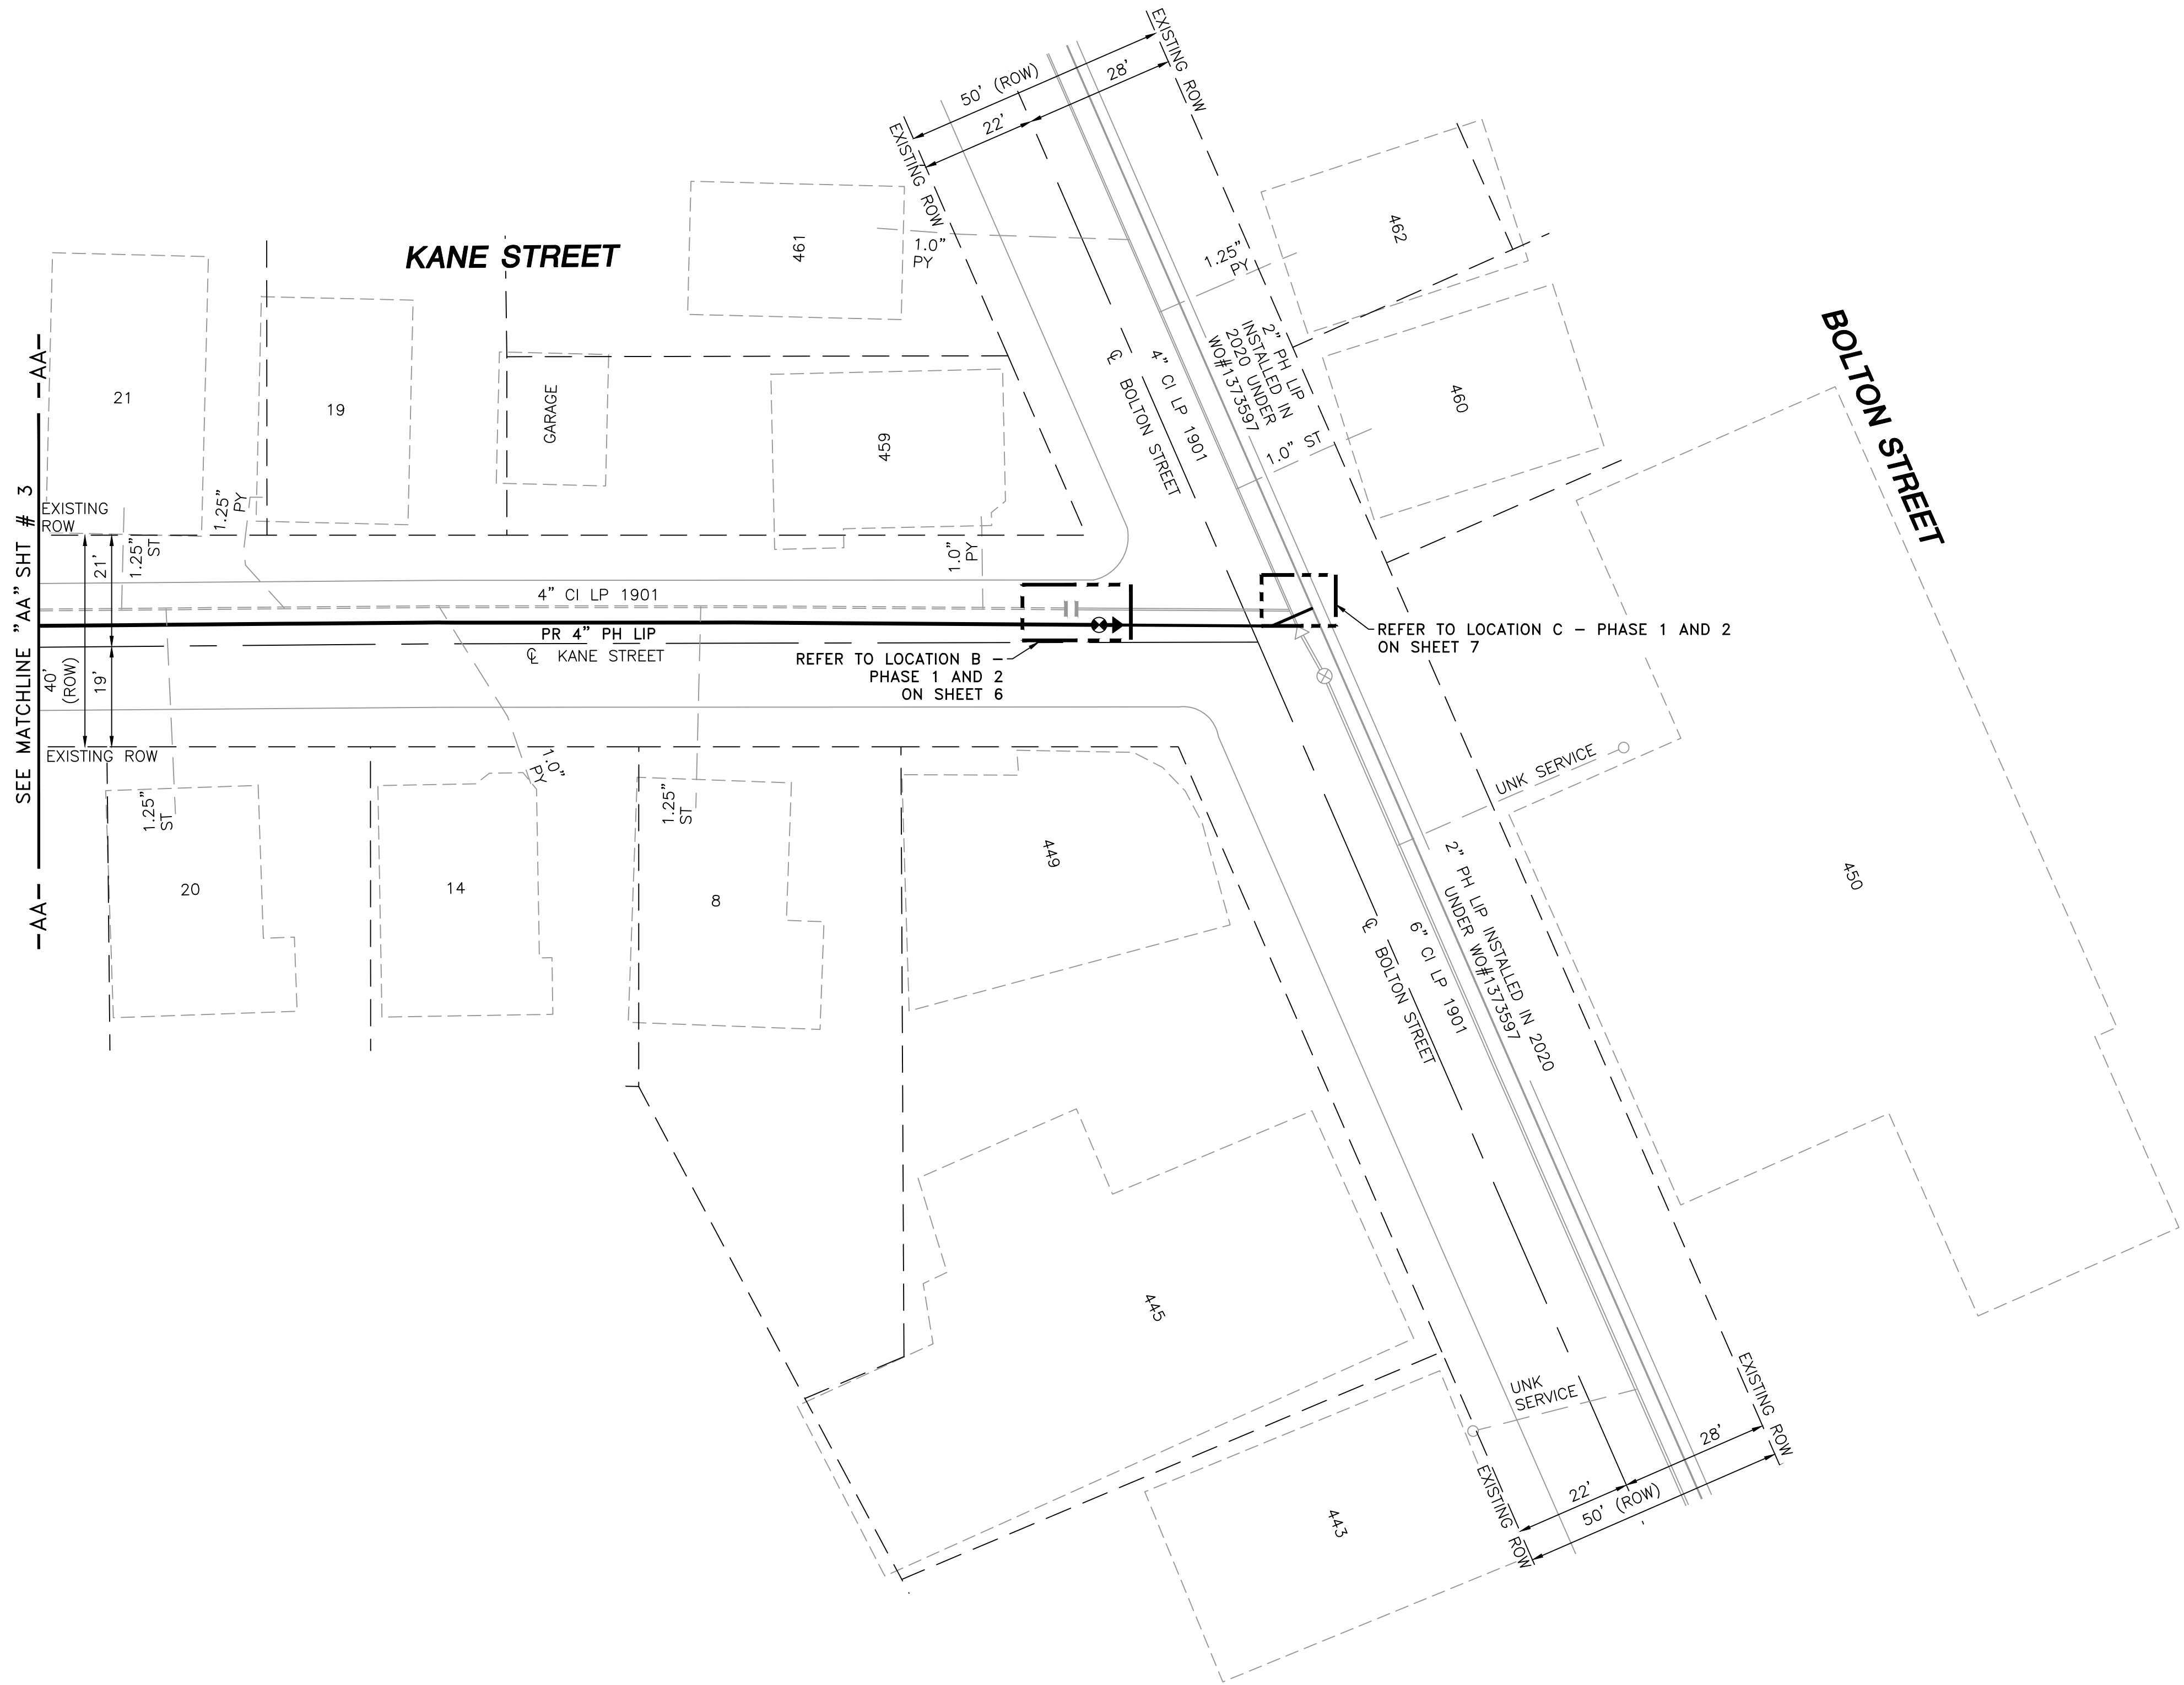 EXISTING ROW
50' (ROW)
28'
22'
EXISTING ROW
KANE STREET
461
1.0"
PY
462
1.25"
PY
BOLTON STREET
2" PH LIP
INSTALLED IN
2020 UNDER
WO#1373597
4" CI LP 1901
℄ BOLTON STREET
460
1.0" ST
-AA-
21
19
GARAGE
459
SEE MATCHLINE "AA" SHT # 3
EXISTING
ROW
1.25"
PY
1.25"
ST
21'
1.0"
PY
4" CI LP 1901
PR 4" PH LIP
℄ KANE STREET
40'
(ROW)
19'
REFER TO LOCATION B -
PHASE 1 AND 2
ON SHEET 6
REFER TO LOCATION C - PHASE 1 AND 2
ON SHEET 7
EXISTING ROW
1.25"
ST
1.0"
PY
1.25"
ST
UNK SERVICE
-AA-
20
14
8
449
450
2" PH LIP INSTALLED IN 2020
UNDER WO#1373597
6" CI LP 1901
℄ BOLTON STREET
445
UNK
SERVICE
EXISTING ROW
28'
22'
50' (ROW)
EXISTING ROW
443